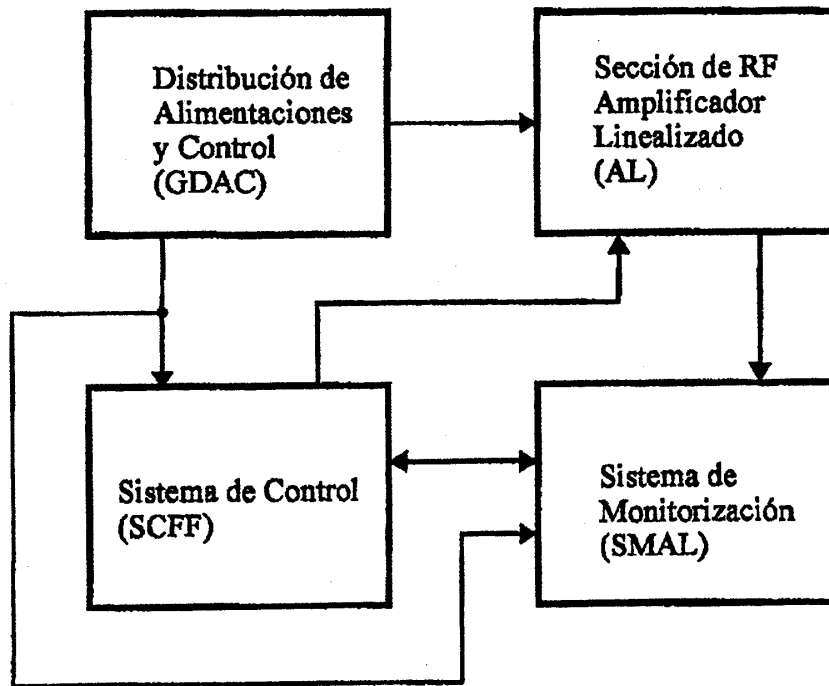 Distribución de
Alimentaciones
y Control
(GDAC)
Sección de RF
Amplificador
Linealizado
(AL)
Sistema de Control
(SCFF)
Sistema de
Monitorización
(SMAL)